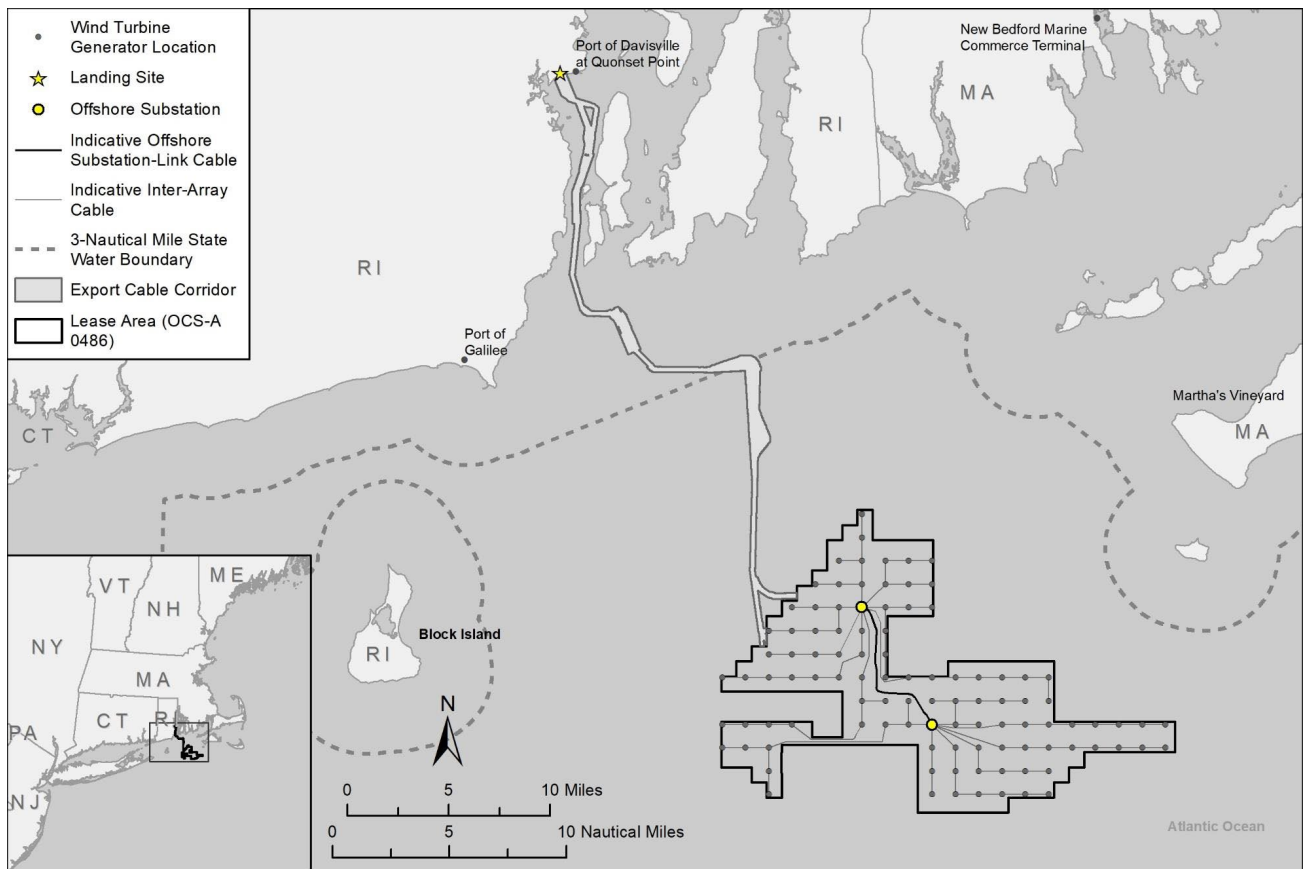 Wind Turbine
Generator Location
Landing Site
Offshore Substation
Indicative Offshore
Substation-Link Cable
Indicative Inter-Array
Cable
3-Nautical Mile State
Water Boundary
Export Cable Corridor
Lease Area (OCS-A
0486)
Port of Davisville
at Quonset Point
New Bedford Marine
Commerce Terminal
MA
RI
RI
Port of
Galilee
Martha's Vineyard
MA
CT
Block Island
RI
VT
ME
NH
NY
MA
CT
RI
PA
NJ
N
0 5 10 Miles
0 5 10 Nautical Miles
Atlantic Ocean